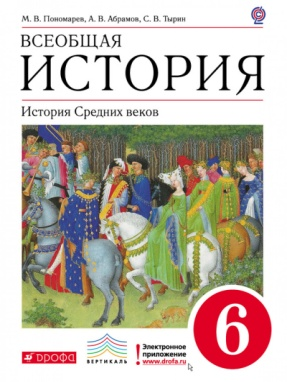 М. В. Пономарев, А. В. Абрамов, С. В. Тырин
ВСЕОБЩАЯ
ИСТОРИЯ
История Средних веков
6
ДРОФА
ВЕРТИКАЛЬ
Электронное
приложение
www.drofa.ru